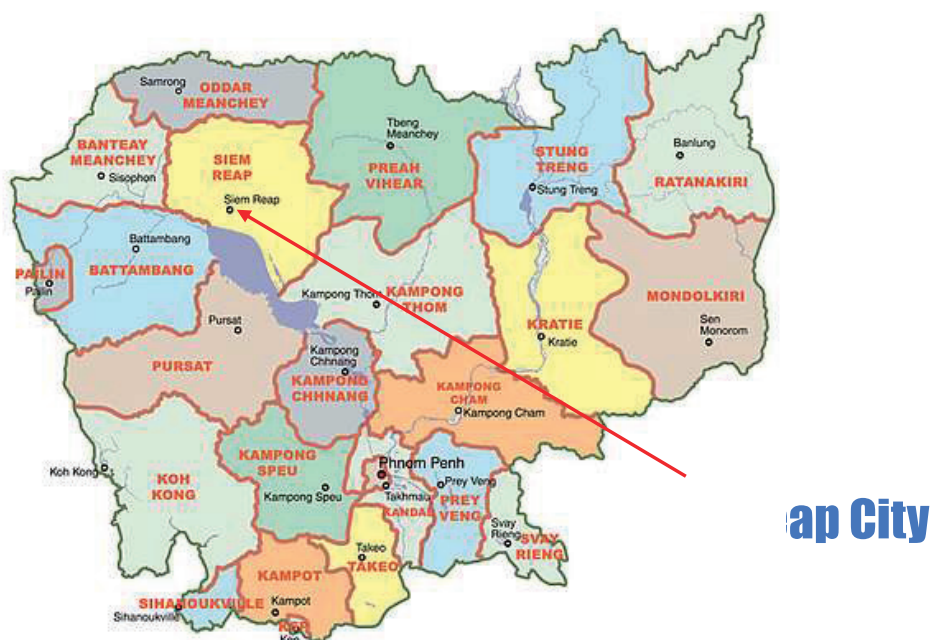 Samrong
ODDAR
MEANCHEY
Tbeng
Meanchey
BANTEAY
MEANCHEY
Sisophon
SIEM
REAP
Siem Reap
PREAH
VIHEAR
STUNG
TRENG
Stung Treng
Banlung
RATANAKIRI
Battambang
BATTAMBANG
PAILIN
Pailin
Kampong Thom
KAMPONG
THOM
MONDOLKIRI
Sen
Monorom
KRATIE
Kratie
Pursat
PURSAT
Kampong
Chhnang
KAMPONG
CHHNANG
KAMPONG
CHAM
Kampong Cham
Koh Kong
KOH
KONG
KAMPONG
SPEU
Kampong Speu
Phnom Penh
Takhmau
KANDAL
Prey Veng
PREY
VENG
Svay
Rieng
SVAY
RIENG
ap City
Takeo
TAKEO
KAMPOT
Kampot
SIHANOUKVILLE
Sihanoukville
KEP